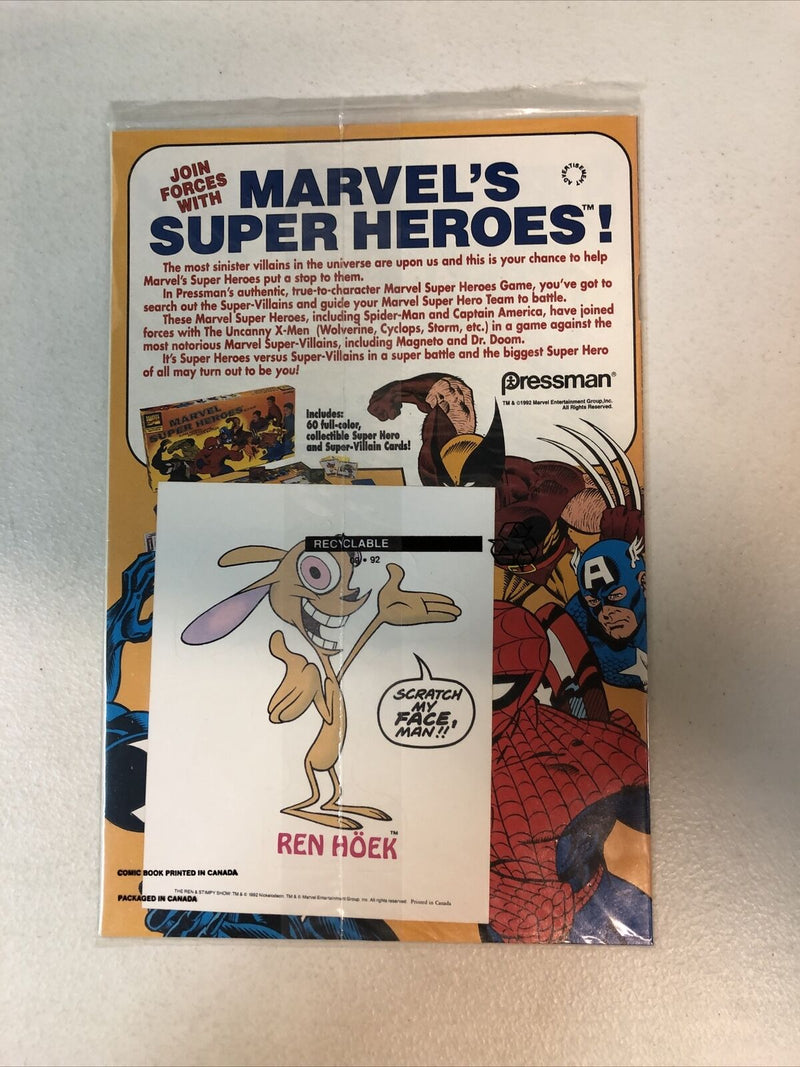 JOIN
FORCES
WITH
MARVEL'S
SUPER HEROES™!
ADVERTISEMENT
The most sinister villains in the universe are upon us and this is your chance to help
Marvel's Super Heroes put a stop to them.
In Pressman's authentic, true-to-character Marvel Super Heroes Game, you've got to
search out the Super-Villains and guide your Marvel Super Hero Team to battle.
These Marvel Super Heroes, including Spider-Man and Captain America, have joined
forces with The Uncanny X-Men (Wolverine, Cyclops, Storm, etc.) in a game against the
most notorious Marvel Super-Villains, including Magneto and Dr. Doom.
It's Super Heroes versus Super-Villains in a super battle and the biggest Super Hero
of all may turn out to be you!
Pressman®
TM & ©1992 Marvel Entertainment Group, Inc.
All Rights Reserved.
MARVEL
SUPER HEROES
Includes:
60 full-color,
collectible Super Hero
and Super-Villain Cards!
RECYCLABLE
09 • 92
A
SCRATCH
MY
FACE,
MAN!!
REN HÖEK™
COMIC BOOK PRINTED IN CANADA
THE REN & STIMPY SHOW: TM & © 1992 Nickelodeon. TM & © Marvel Entertainment Group, Inc. All rights reserved. Printed in Canada
PACKAGED IN CANADA